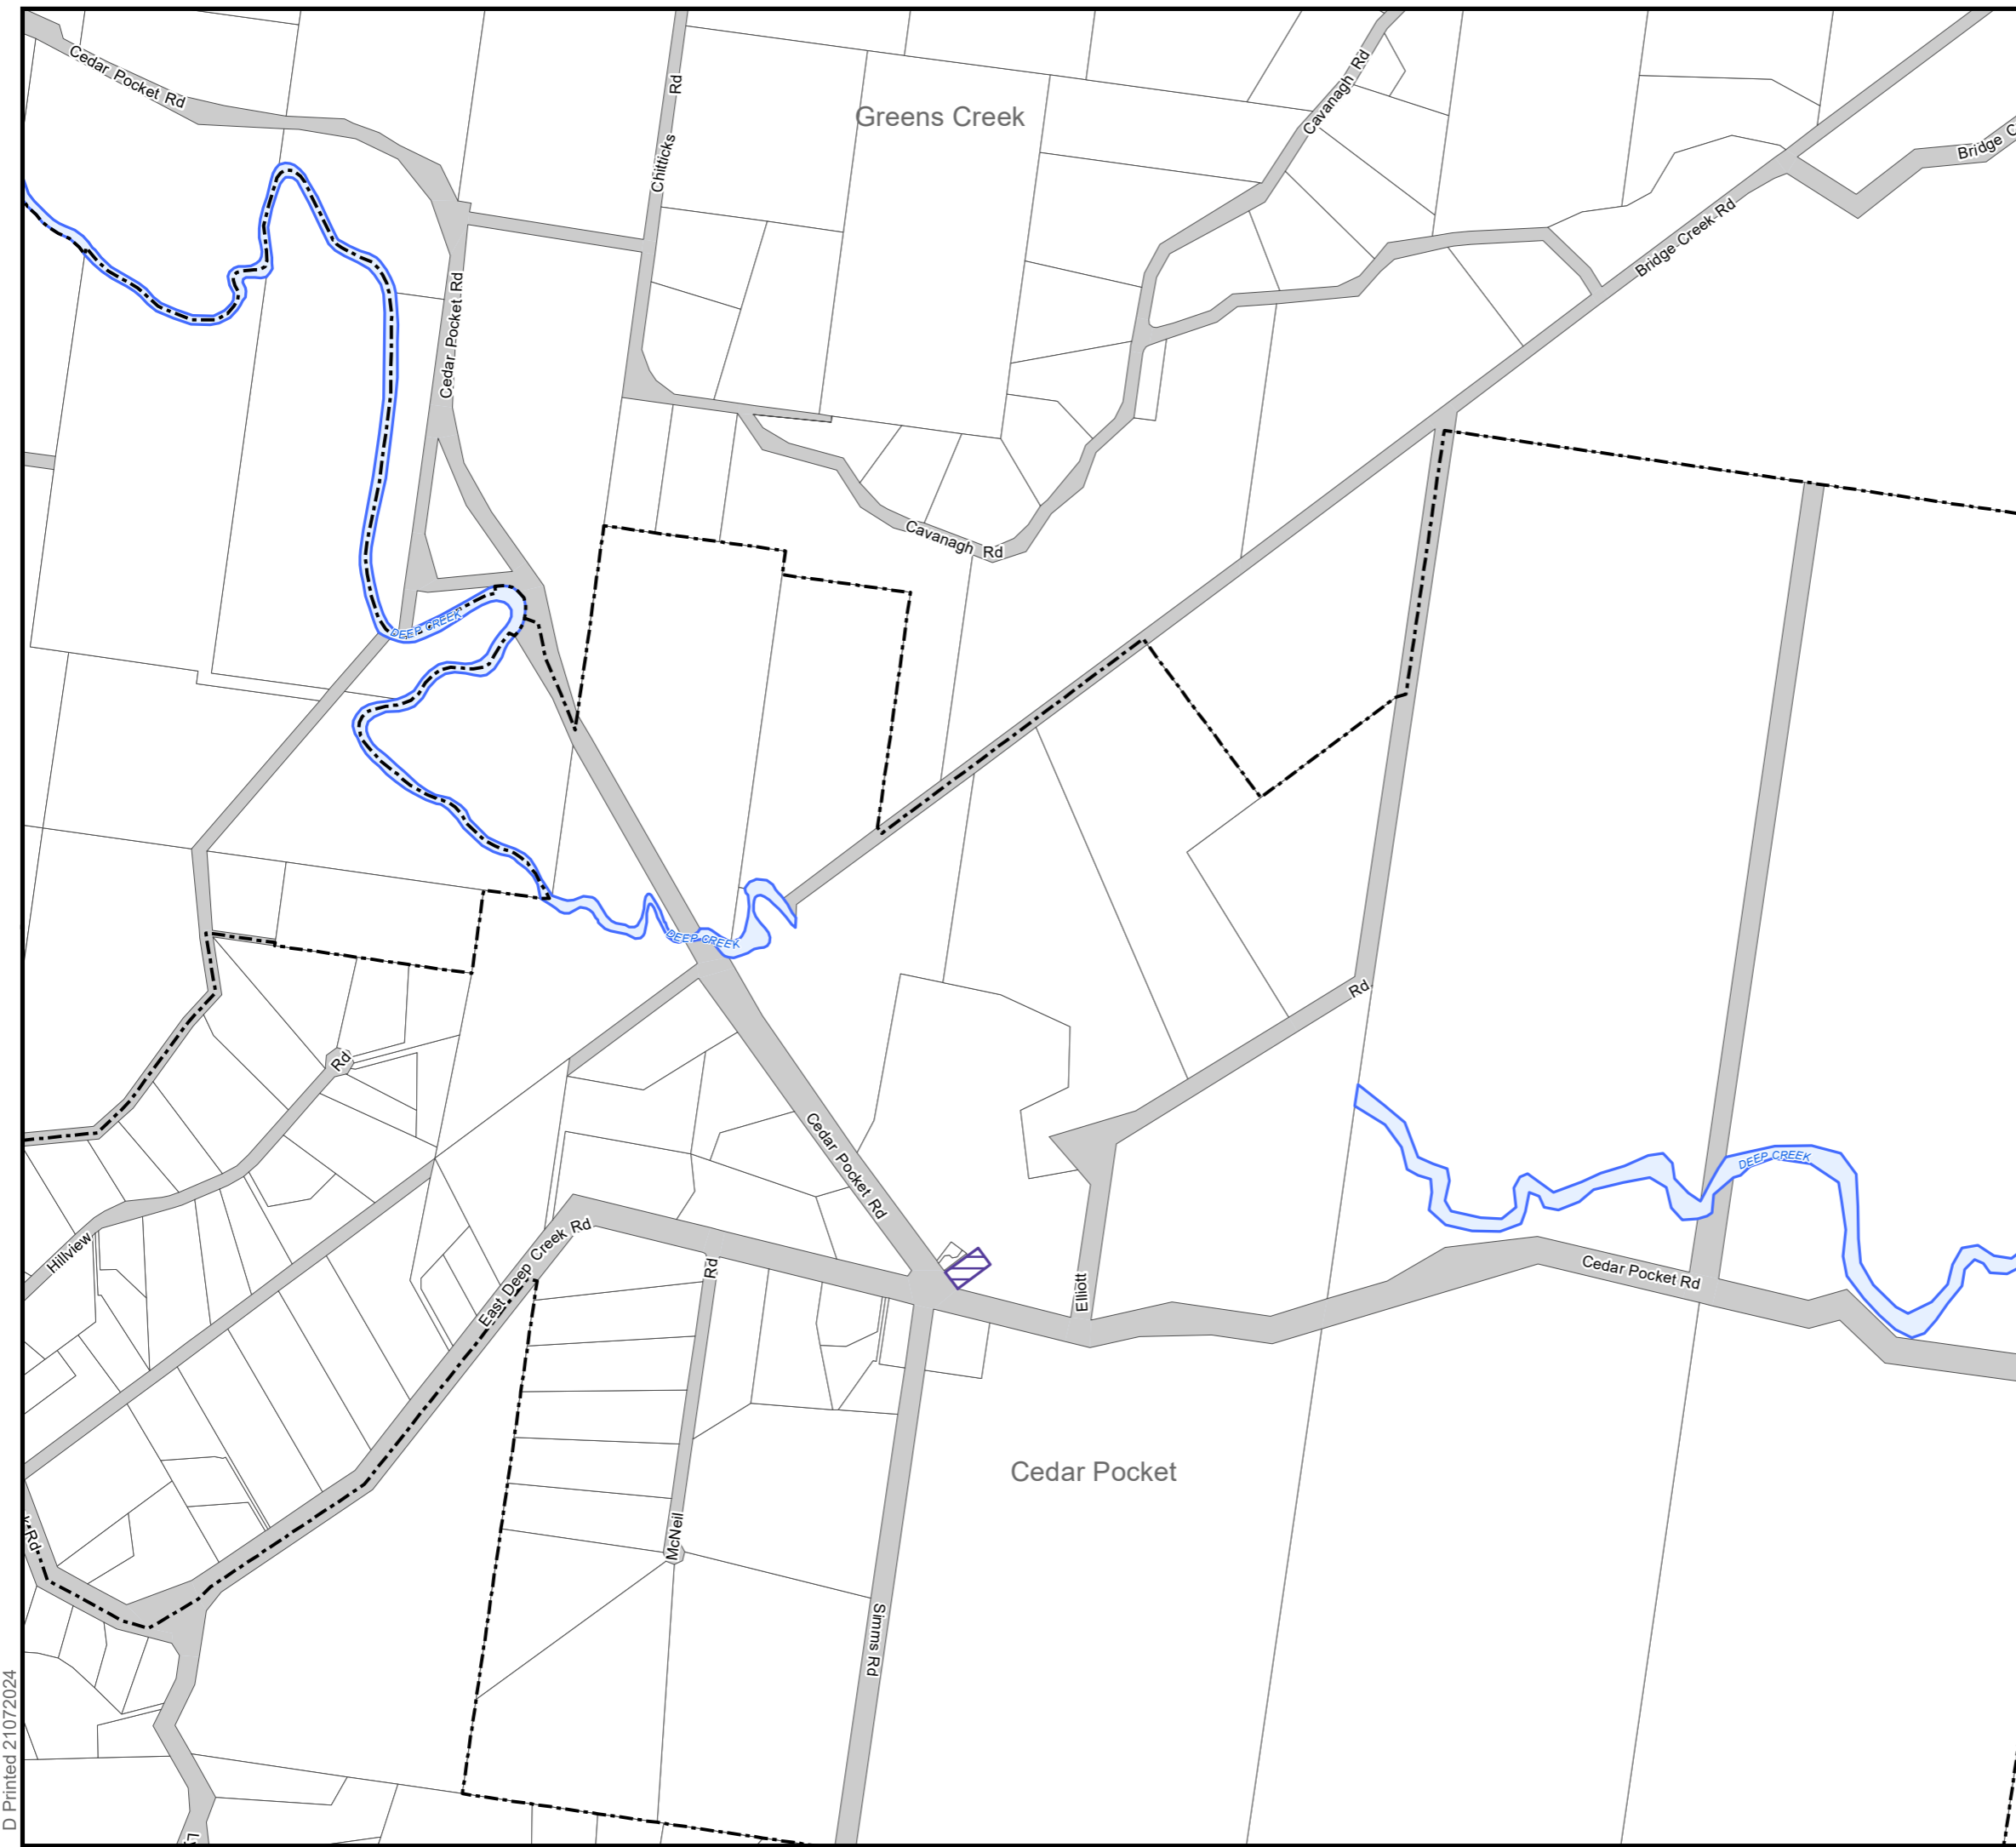 Cedar Pocket Rd
Chitticks Rd
Greens Creek
Cavanagh Rd
Bridge
Bridge Creek Rd
Cedar Pocket Rd
Cavanagh Rd
DEEP CREEK
DEEP CREEK
Rd
Rd
Cedar Pocket Rd
DEEP CREEK
Hillview
East Deep Creek Rd
Rd
Elliott
Cedar Pocket Rd
Cedar Pocket
Rd
McNeil
Simms Rd
D Printed 21072024